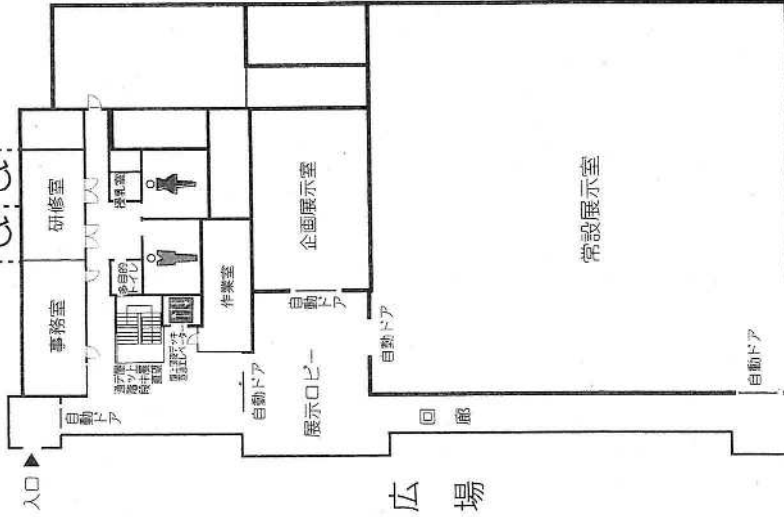 入口
自動
ドア
事務室
研修室
多目的
トイレ
授乳室
作業室
企画展示室
自動
ドア
自動ドア
展示ロビー
自動ドア
常設展示室
自動ドア
回廊
広場